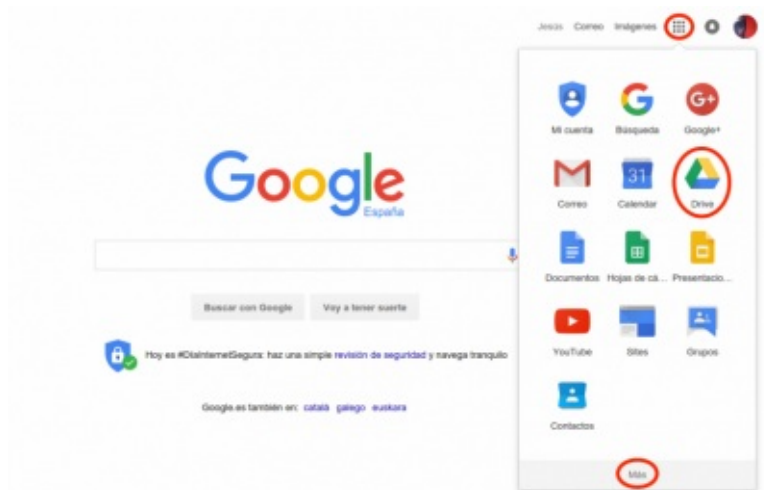 Jesús Correo Imágenes
Mi cuenta Búsqueda Google+
G+
31
Correo Calendar Drive
Documentos Hojas de cá... Presentacio...
YouTube Sites Grupos
Contactos
Más
Google
España
Buscar con Google Voy a tener suerte
Hoy es #DíaInternetSegura: haz una simple revisión de seguridad y navega tranquilo
Google.es también en: català galego euskara